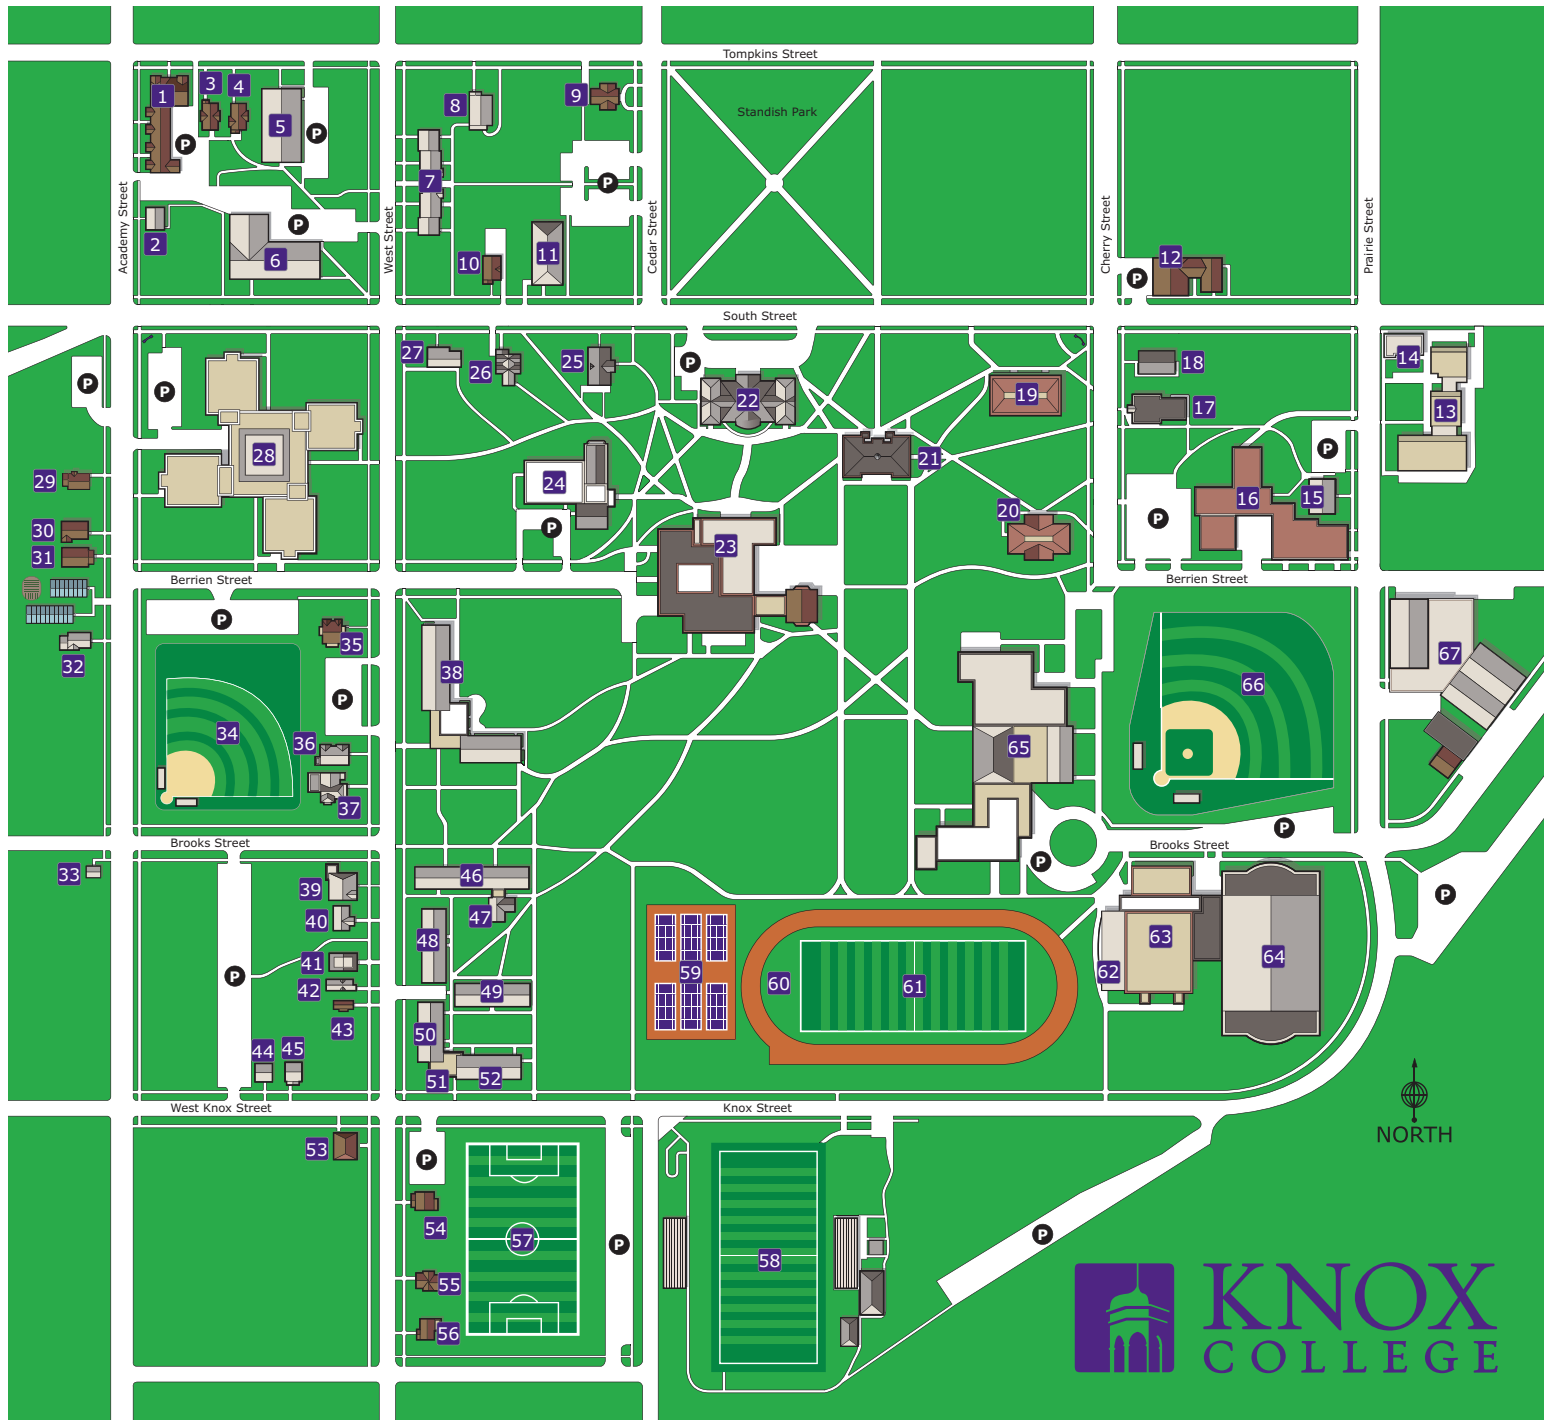 Tompkins Street
1
3
4
P
5
P
8
9
Standish Park
7
P
Academy Street
2
P
6
West Street
10
11
Cedar Street
Cherry Street
P
12
Prairie Street
South Street
P
P
27
26
25
P
22
19
18
17
14
13
28
24
P
21
20
P
16
15
P
23
29
30
31
Berrien Street
Berrien Street
32
P
35
P
34
36
37
38
65
66
67
Brooks Street
P
Brooks Street
P
P
33
39
40
41
42
43
P
44
45
46
47
48
49
50
51
52
59
60
61
62
63
64
NORTH
West Knox Street
Knox Street
53
P
54
55
56
57
P
58
P
KNOX
COLLEGE